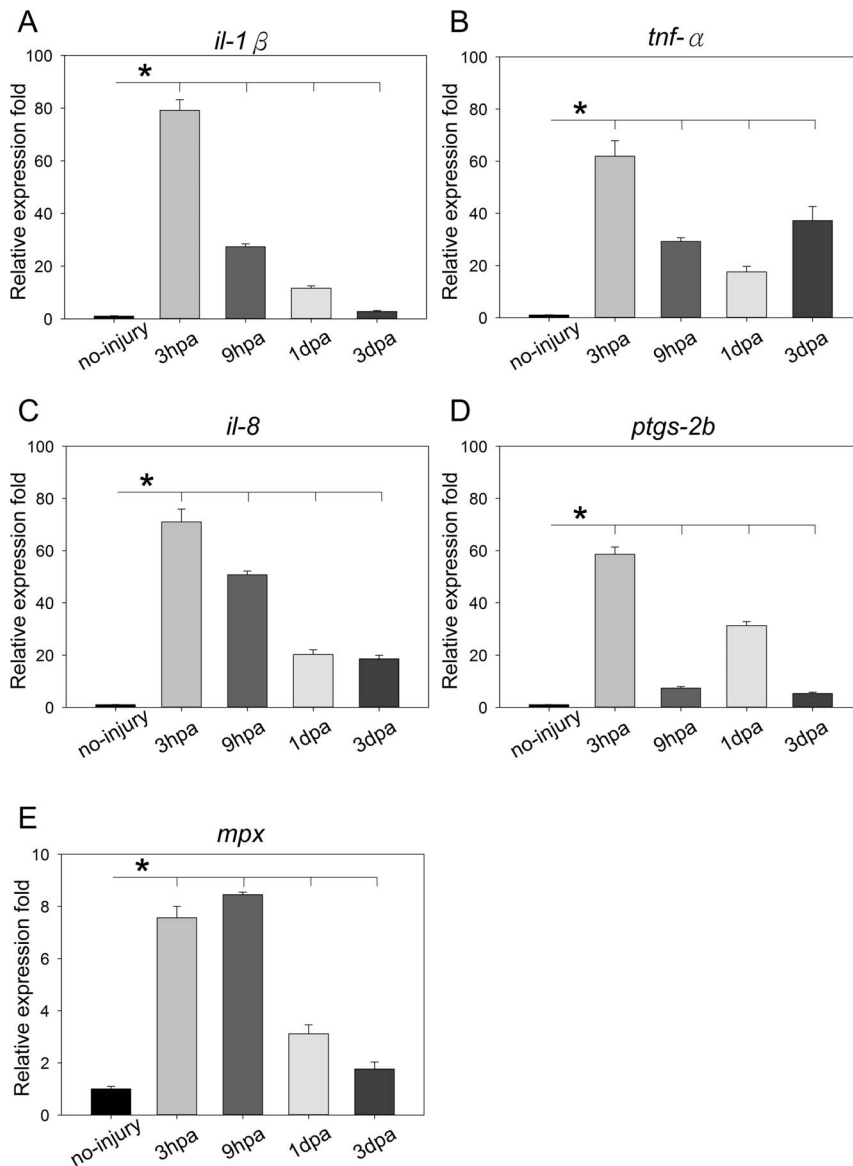 A
il-1 β
*
Relative expression fold
100
80
60
40
20
0
no-injury
3hpa
9hpa
1dpa
3dpa
B
tnf-α
*
Relative expression fold
100
80
60
40
20
0
no-injury
3hpa
9hpa
1dpa
3dpa
C
il-8
*
Relative expression fold
100
80
60
40
20
0
no-injury
3hpa
9hpa
1dpa
3dpa
D
ptgs-2b
*
Relative expression fold
100
80
60
40
20
0
no-injury
3hpa
9hpa
1dpa
3dpa
E
mpx
*
Relative expression fold
10
8
6
4
2
0
no-injury
3hpa
9hpa
1dpa
3dpa